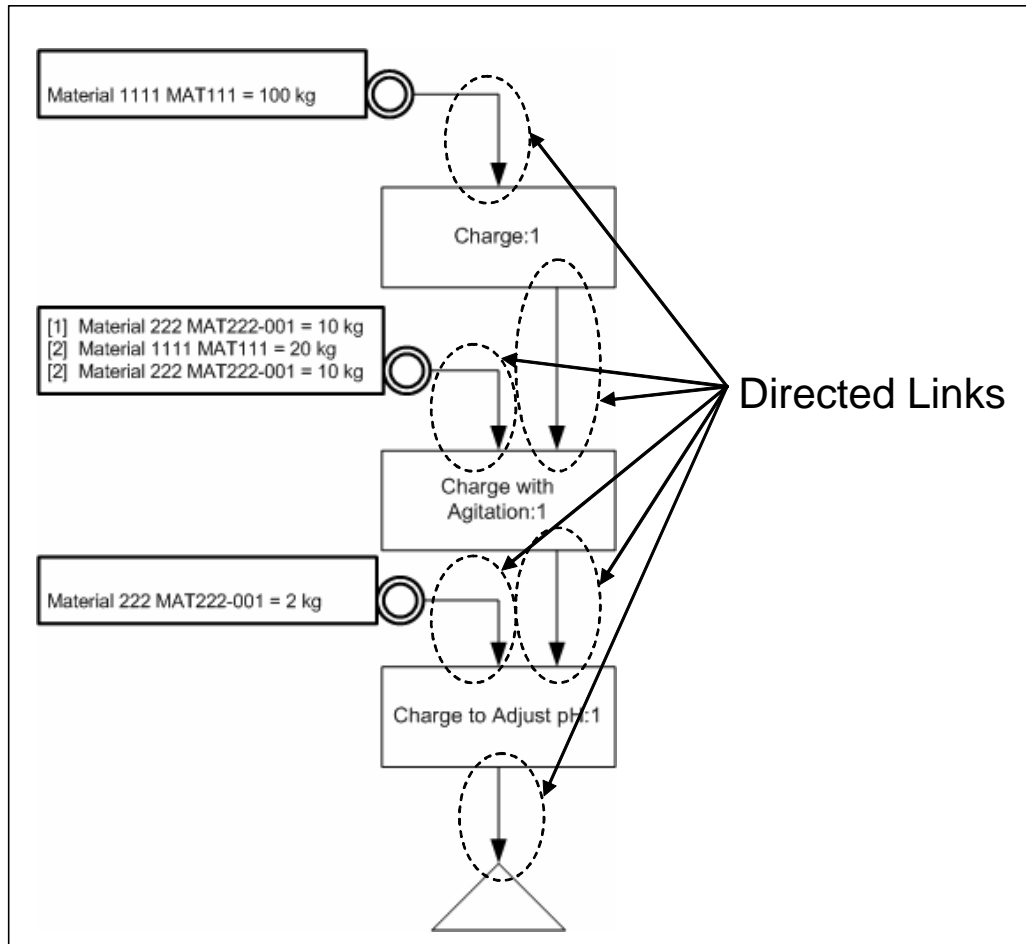 Material 1111 MAT111 = 100 kg
Charge:1
[1] Material 222 MAT222-001 = 10 kg
[2] Material 1111 MAT111 = 20 kg
[2] Material 222 MAT222-001 = 10 kg
Directed Links
Charge with
Agitation:1
Material 222 MAT222-001 = 2 kg
Charge to Adjust pH:1